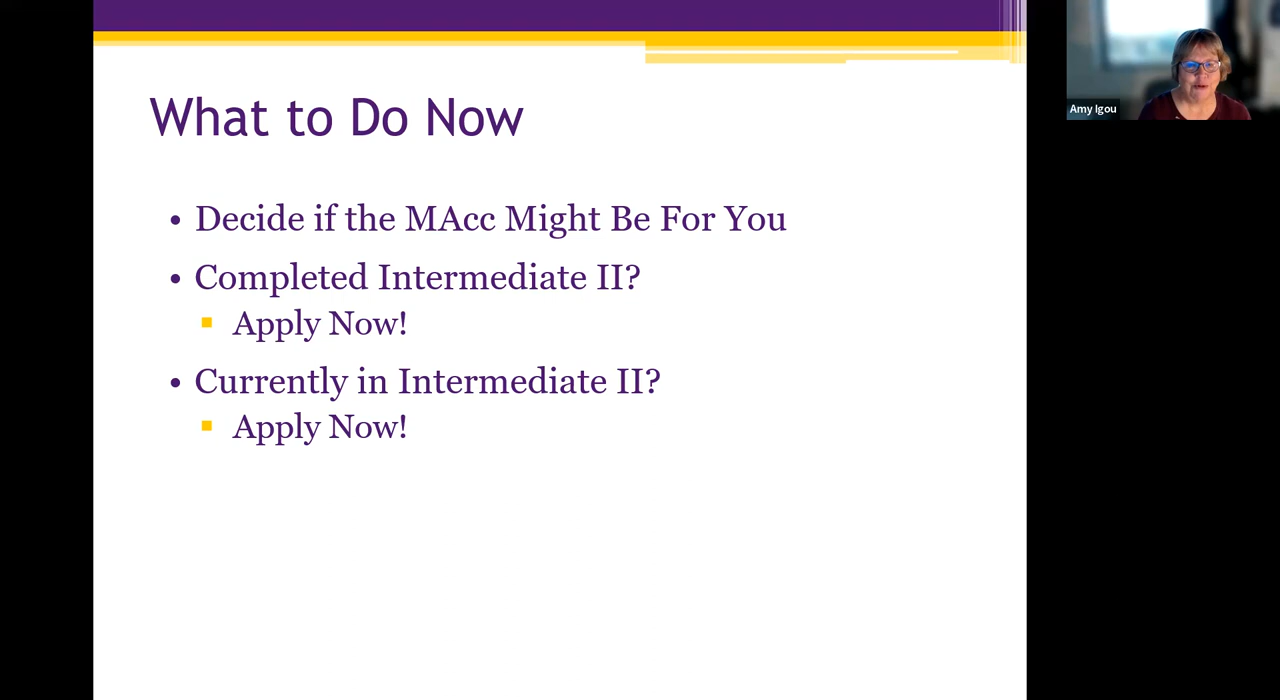 What to Do Now
• Decide if the MAcc Might Be For You
• Completed Intermediate II?
▪ Apply Now!
• Currently in Intermediate II?
▪ Apply Now!
Amy Igou